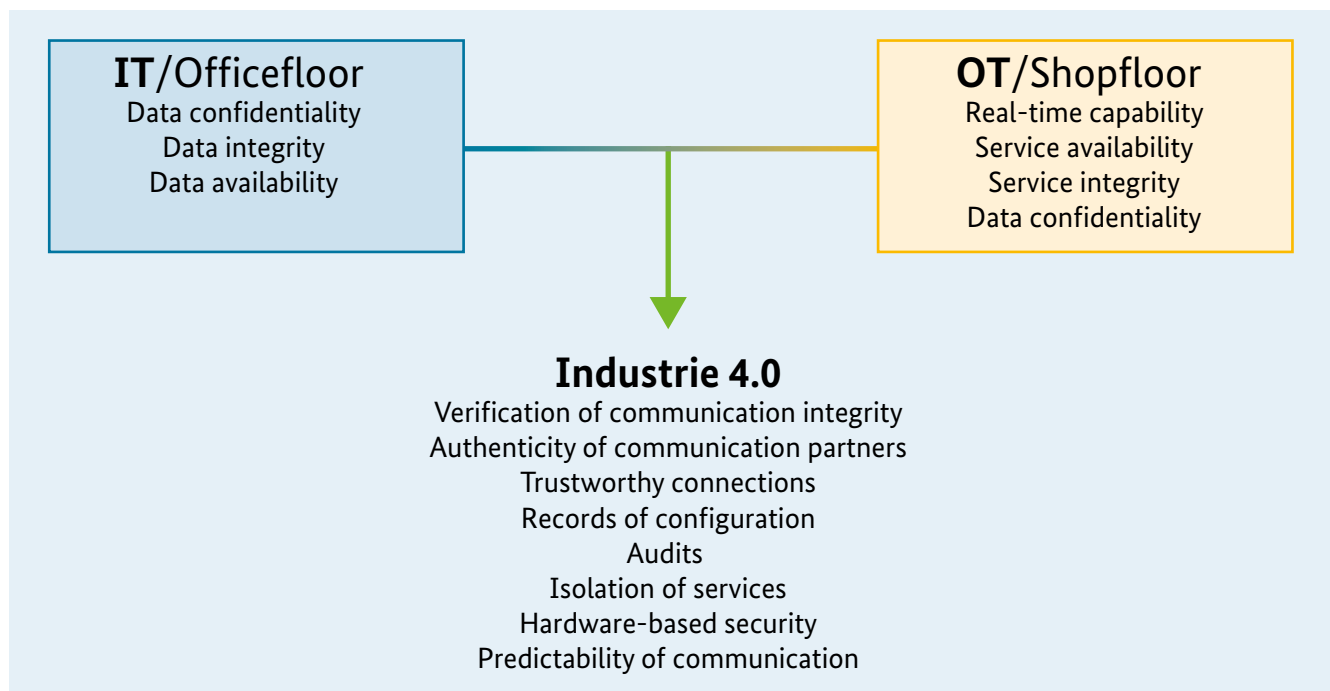 IT/Officefloor
Data confidentiality
Data integrity
Data availability
OT/Shopfloor
Real-time capability
Service availability
Service integrity
Data confidentiality
Industrie 4.0
Verification of communication integrity
Authenticity of communication partners
Trustworthy connections
Records of configuration
Audits
Isolation of services
Hardware-based security
Predictability of communication